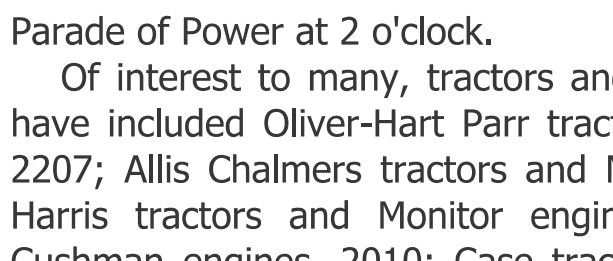 Parade of Power at 2 o'clock.
Of interest to many, tractors and
have included Oliver-Hart Parr
2207; Allis Chalmers tractors and
Harris tractors and Monitor
Cushman engines, 2010; Case